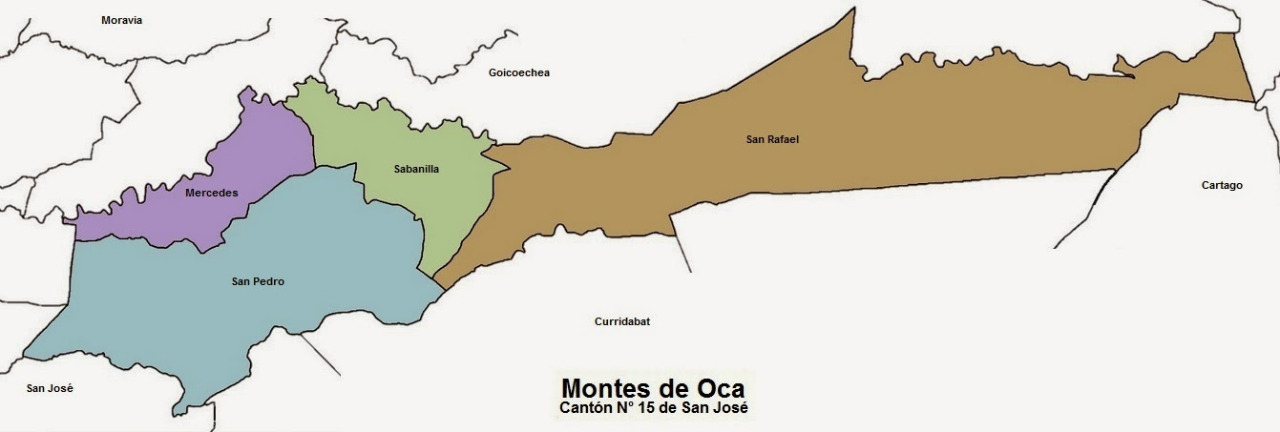 Moravia
Goicoechea
San Rafael
Sabanilla
Mercedes
Cartago
San Pedro
Curridabat
San José
Montes de Oca
Cantón N° 15 de San José